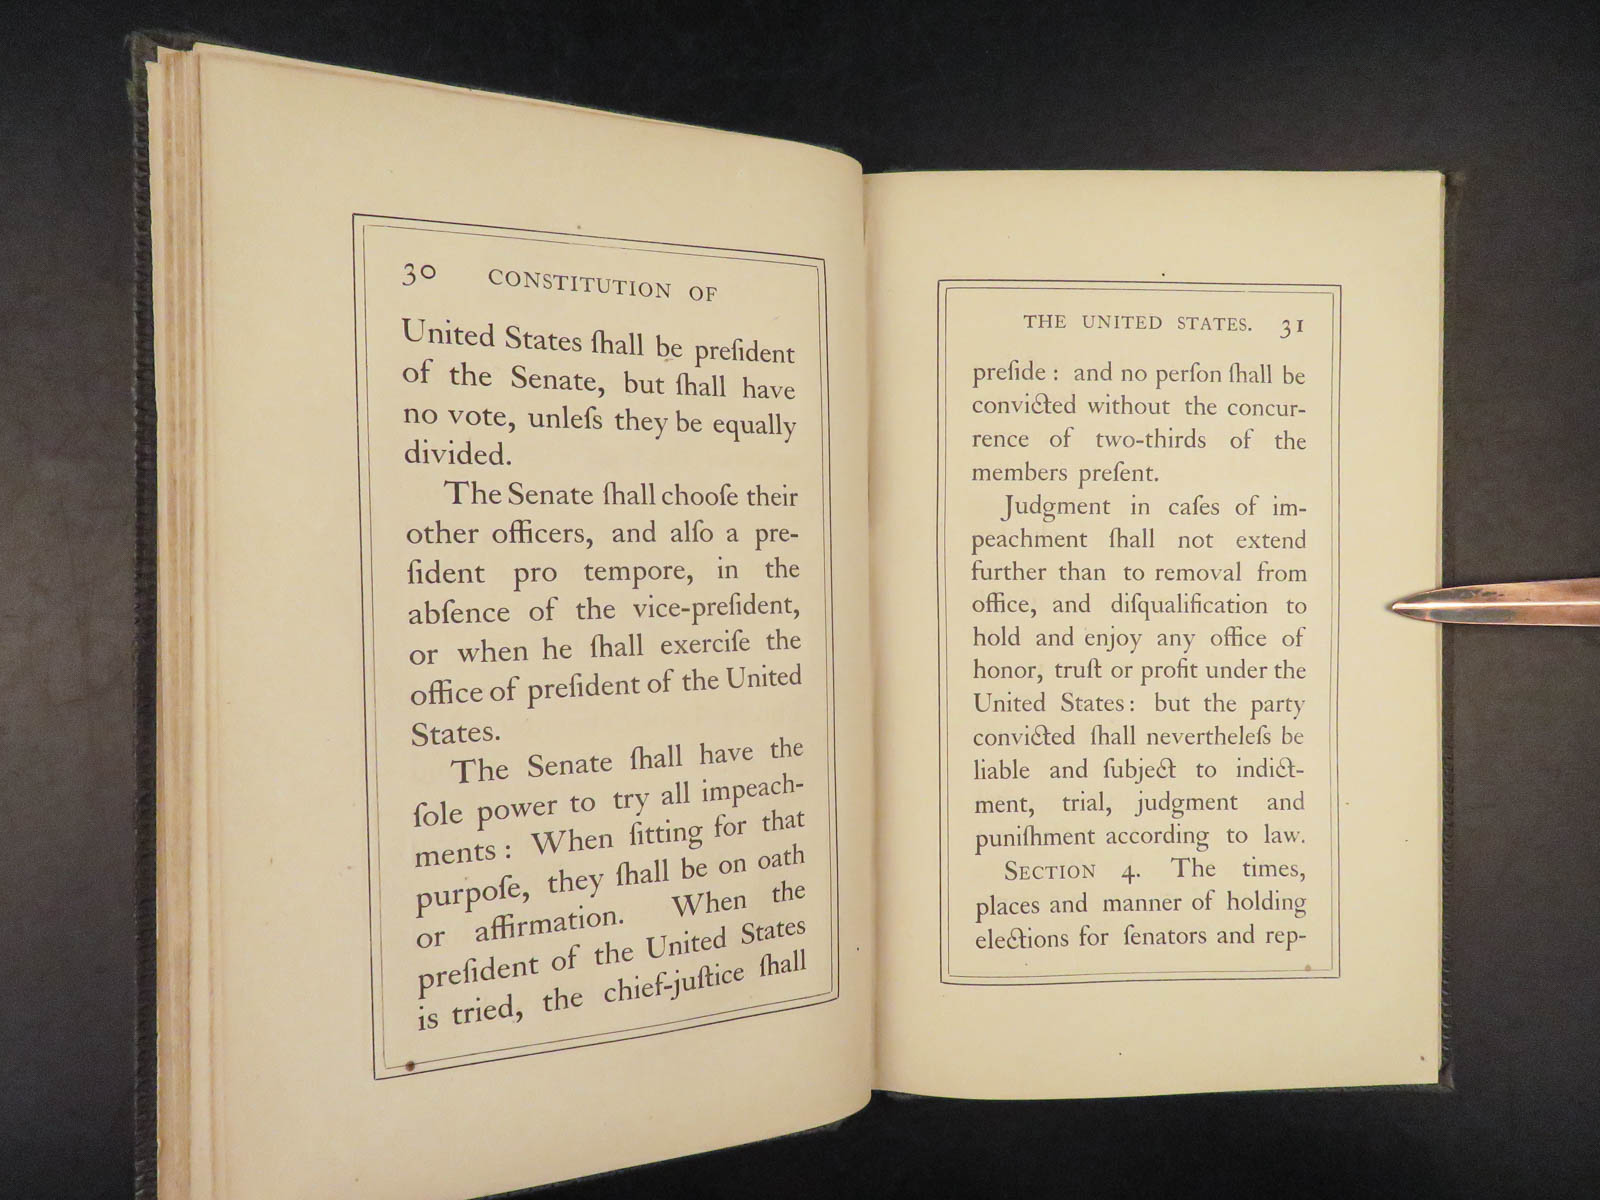 30 CONSTITUTION OF
United States ſhall be preſident
of the Senate, but ſhall have
no vote, unleſs they be equally
divided.
The Senate ſhall chooſe their
other officers, and alſo a pre-
ſident pro tempore, in the
abſence of the vice-preſident,
or when he ſhall exerciſe the
office of preſident of the United
States.
The Senate ſhall have the
ſole power to try all impeach-
ments: When ſitting for that
purpoſe, they ſhall be on oath
or affirmation. When the
preſident of the United States
is tried, the chief-juſtice ſhall
THE UNITED STATES. 31
preſide: and no perſon ſhall be
convicted without the concur-
rence of two-thirds of the
members preſent.
Judgment in caſes of im-
peachment ſhall not extend
further than to removal from
office, and diſqualification to
hold and enjoy any office of
honor, truſt or profit under the
United States: but the party
convicted ſhall nevertheleſs be
liable and ſubject to indict-
ment, trial, judgment and
puniſhment according to law.
SECTION 4. The times,
places and manner of holding
elections for ſenators and rep-